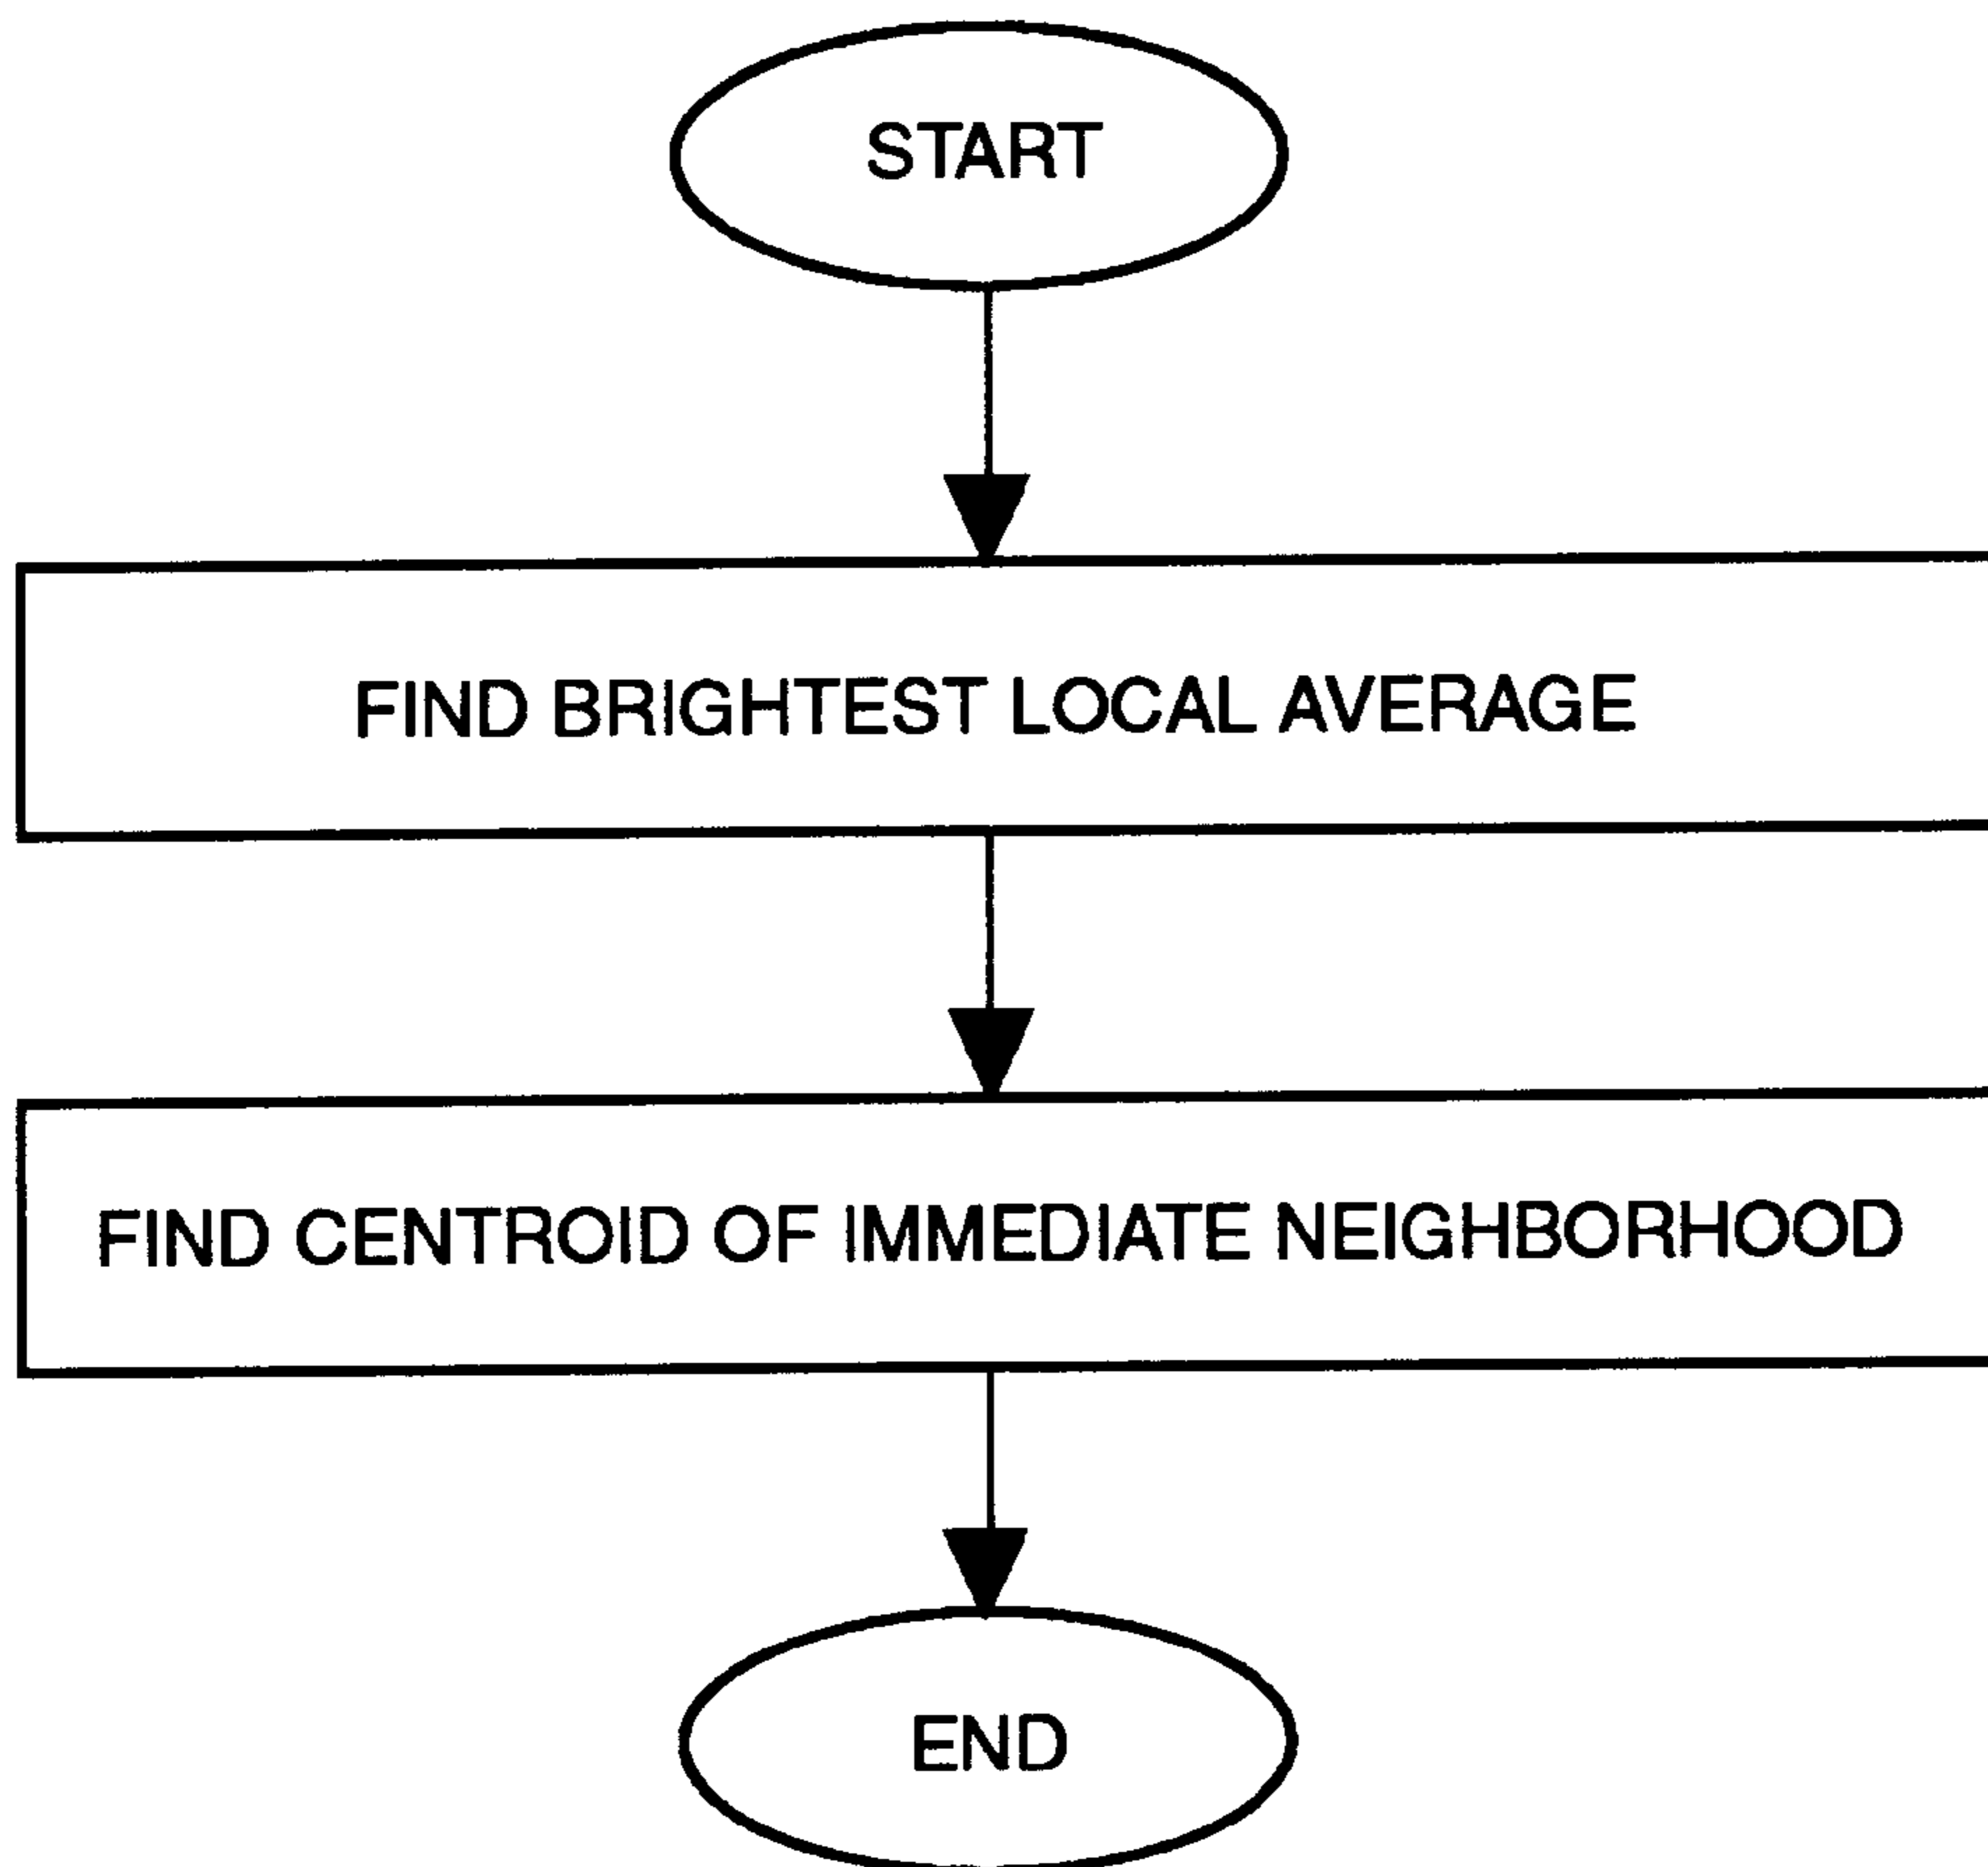 START
FIND BRIGHTEST LOCAL AVERAGE
FIND CENTROID OF IMMEDIATE NEIGHBORHOOD
END